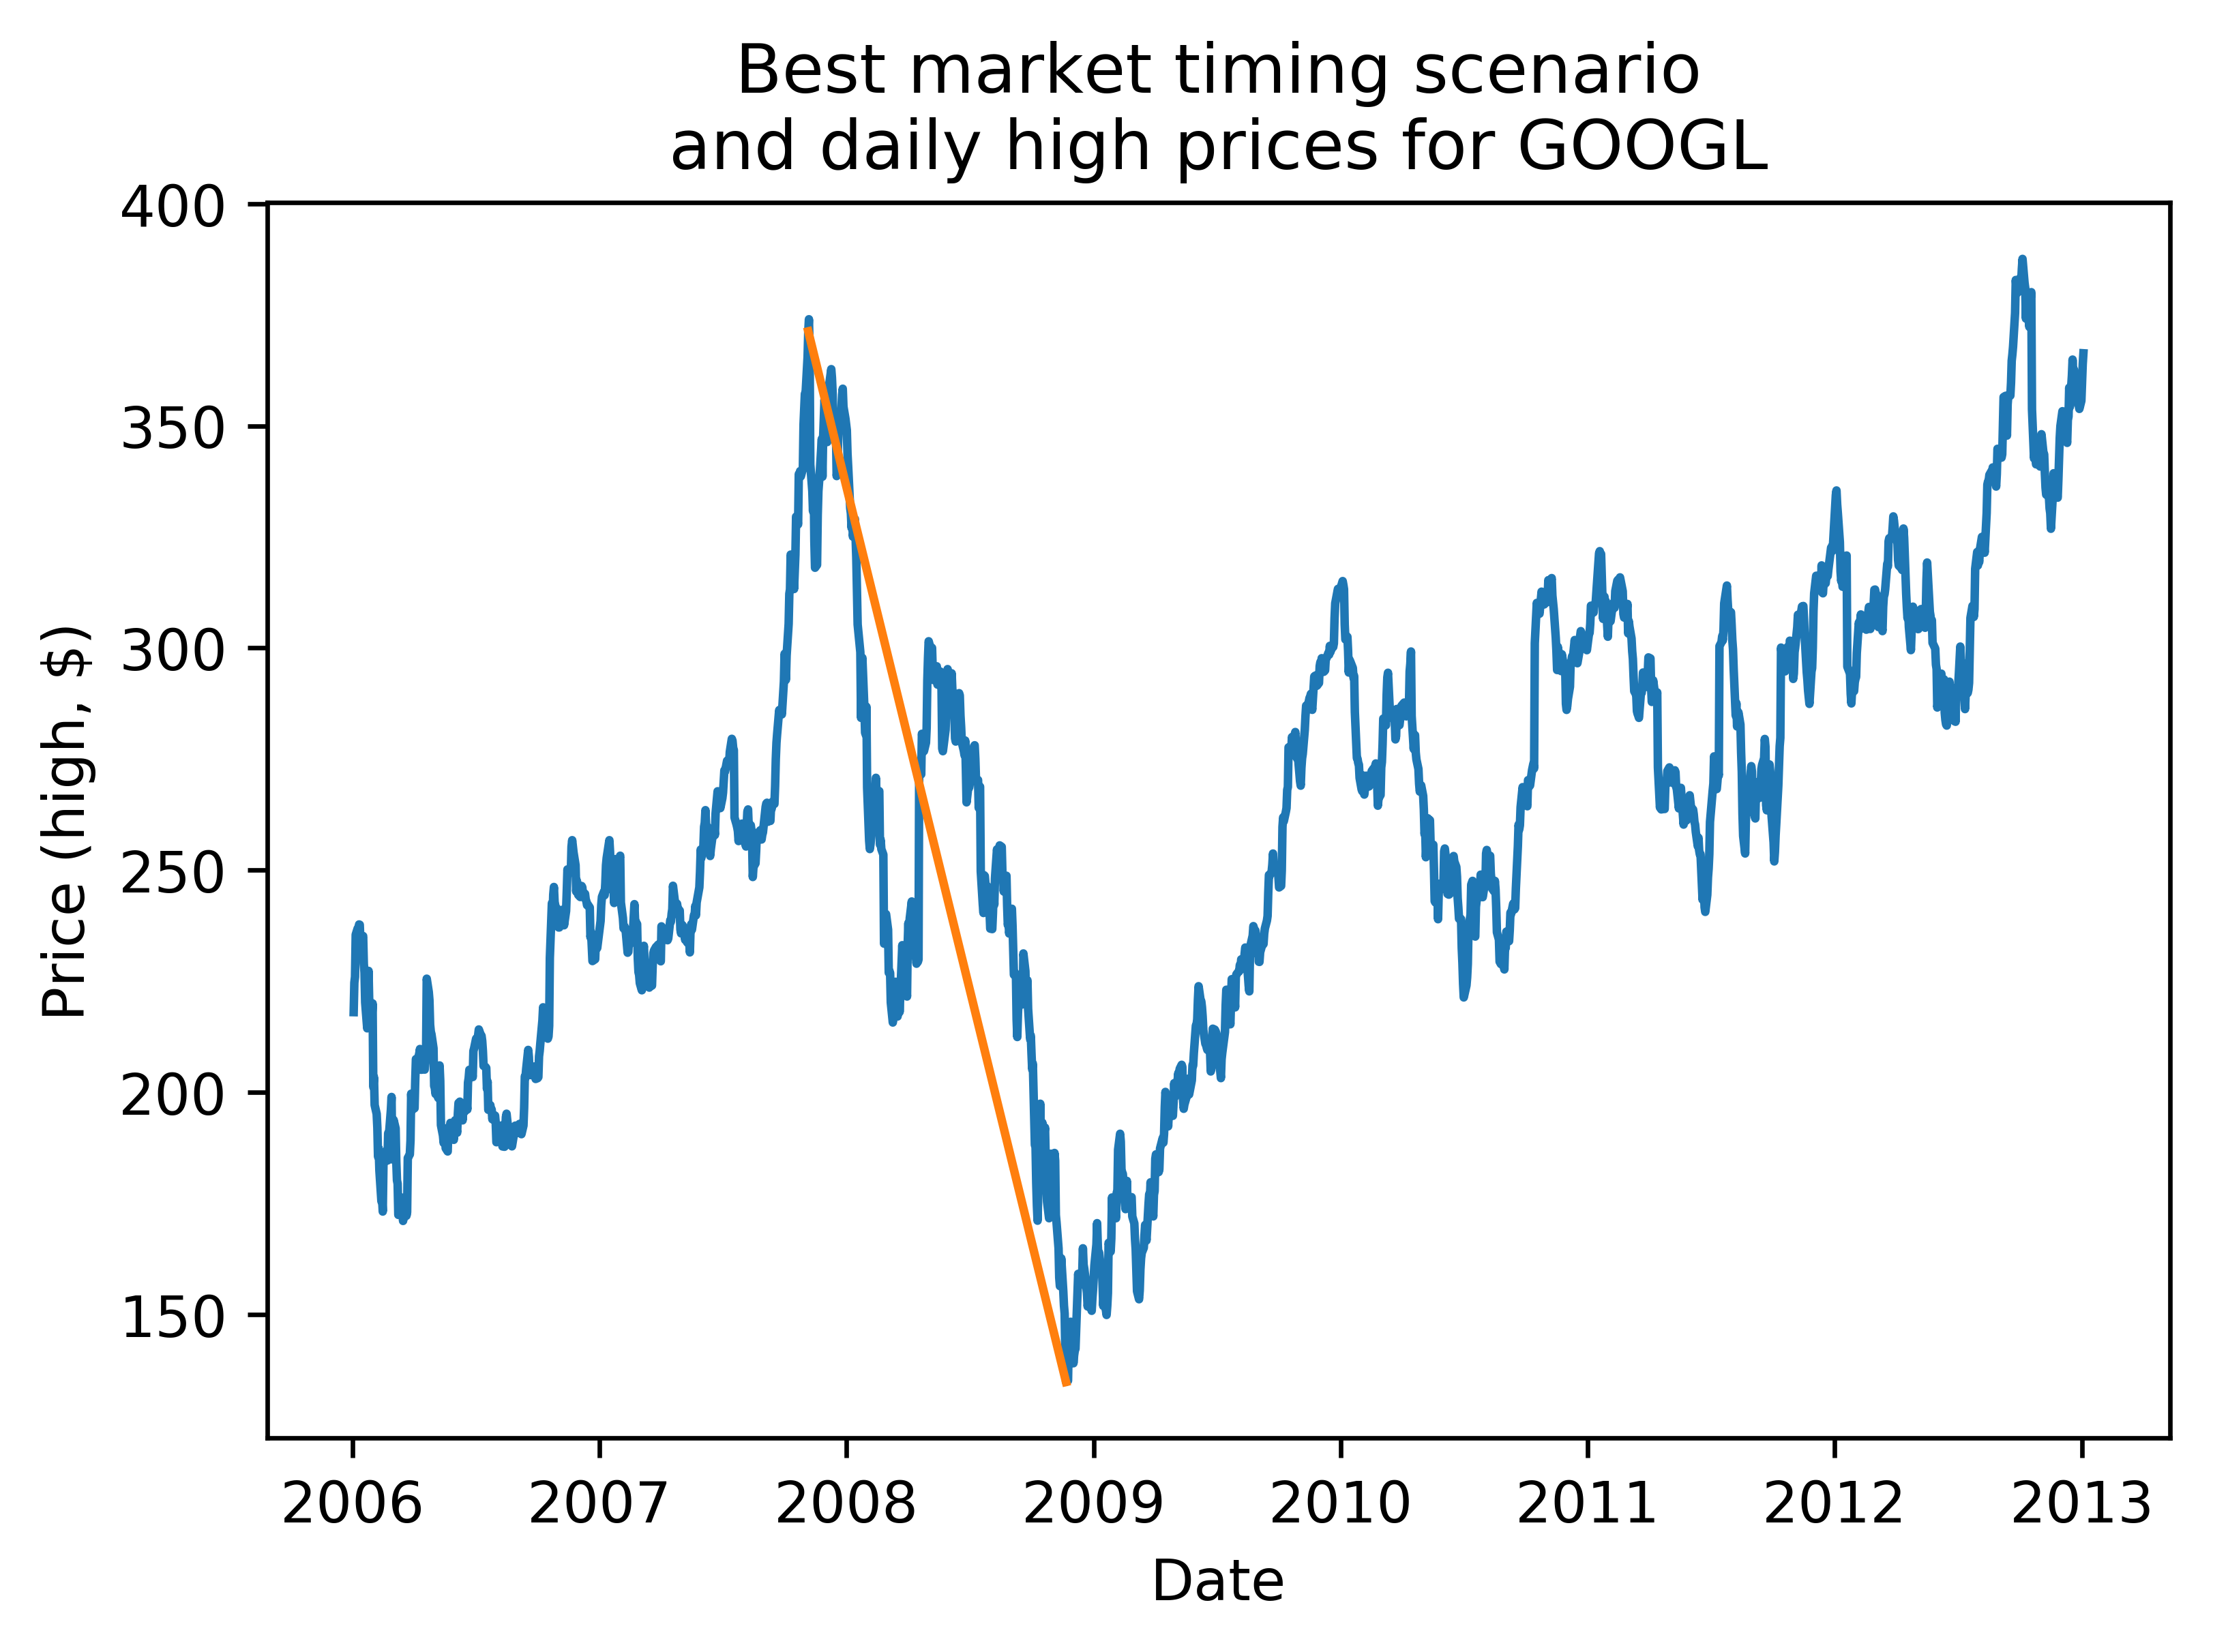 Best market timing scenario
and daily high prices for GOOGL
Price (high, $)
400
350
300
250
200
150
2006 2007 2008 2009 2010 2011 2012 2013
Date